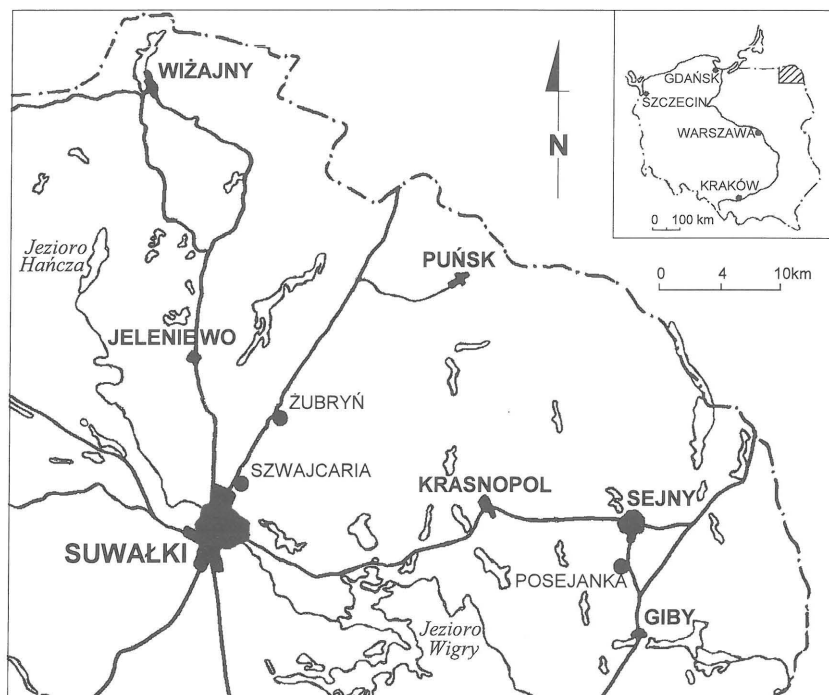 WIŻAJNY
GDAŃSK
SZCZECIN
WARSZAWA
KRAKÓW
0 100 km
N
Jezioro
Hańcza
PUŃSK
0 4 10km
JELENIEWO
ŻUBRYŃ
SZWAJCARIA
KRASNOPOL
SEJNY
SUWAŁKI
POSEJANKA
Jezioro
Wigry
GIBY